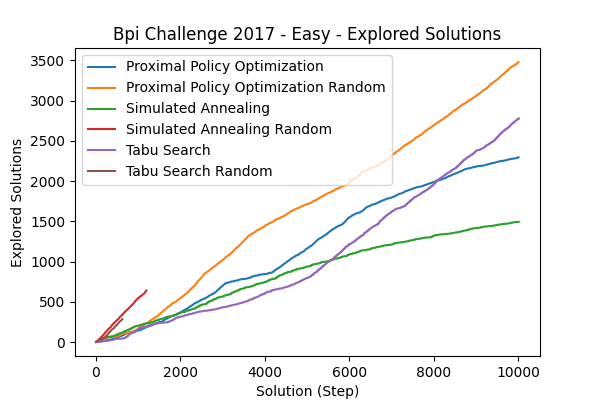 Bpi Challenge 2017 - Easy - Explored Solutions
3500
3000
2500
2000
1500
1000
500
0
Explored Solutions
Proximal Policy Optimization
Proximal Policy Optimization Random
Simulated Annealing
Simulated Annealing Random
Tabu Search
Tabu Search Random
0 2000 4000 6000 8000 10000
Solution (Step)